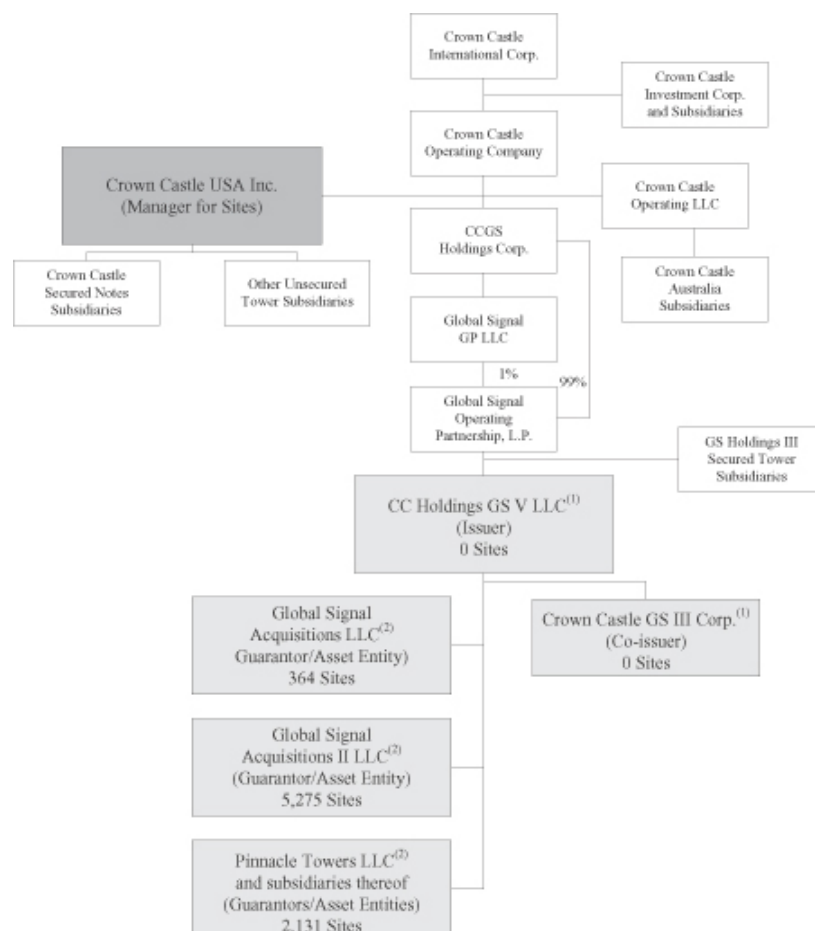 Crown Castle
International Corp.
Crown Castle
Investment Corp.
and Subsidiaries
Crown Castle
Operating Company
Crown Castle USA Inc.
(Manager for Sites)
Crown Castle
Operating LLC
CCGS
Holdings Corp.
Crown Castle
Secured Notes
Subsidiaries
Other Unsecured
Tower Subsidiaries
Crown Castle
Australia
Subsidiaries
Global Signal
GP LLC
1%
99%
Global Signal
Operating
Partnership, L.P.
GS Holdings III
Secured Tower
Subsidiaries
CC Holdings GS V LLC(1)
(Issuer)
0 Sites
Global Signal
Acquisitions LLC(2)
Guarantor/Asset Entity)
364 Sites
Crown Castle GS III Corp.(1)
(Co-issuer)
0 Sites
Global Signal
Acquisitions II LLC(2)
(Guarantor/Asset Entity)
5,275 Sites
Pinnacle Towers LLC(2)
and subsidiaries thereof
(Guarantors/Asset Entities)
2,131 Sites